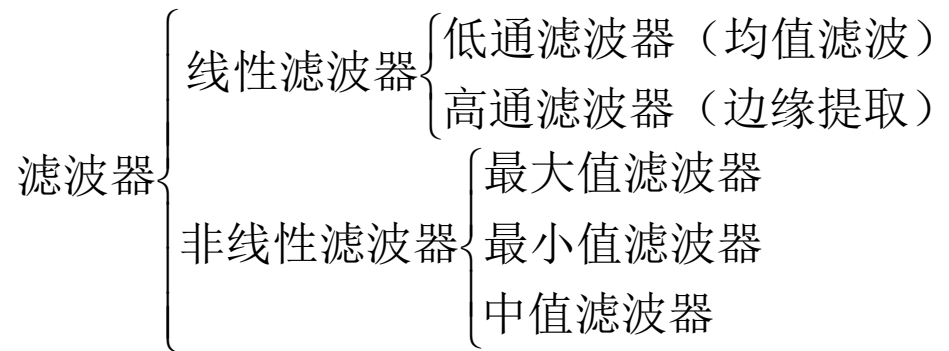 滤波器
线性滤波器
低通滤波器（均值滤波）
高通滤波器（边缘提取）
非线性滤波器
最大值滤波器
最小值滤波器
中值滤波器